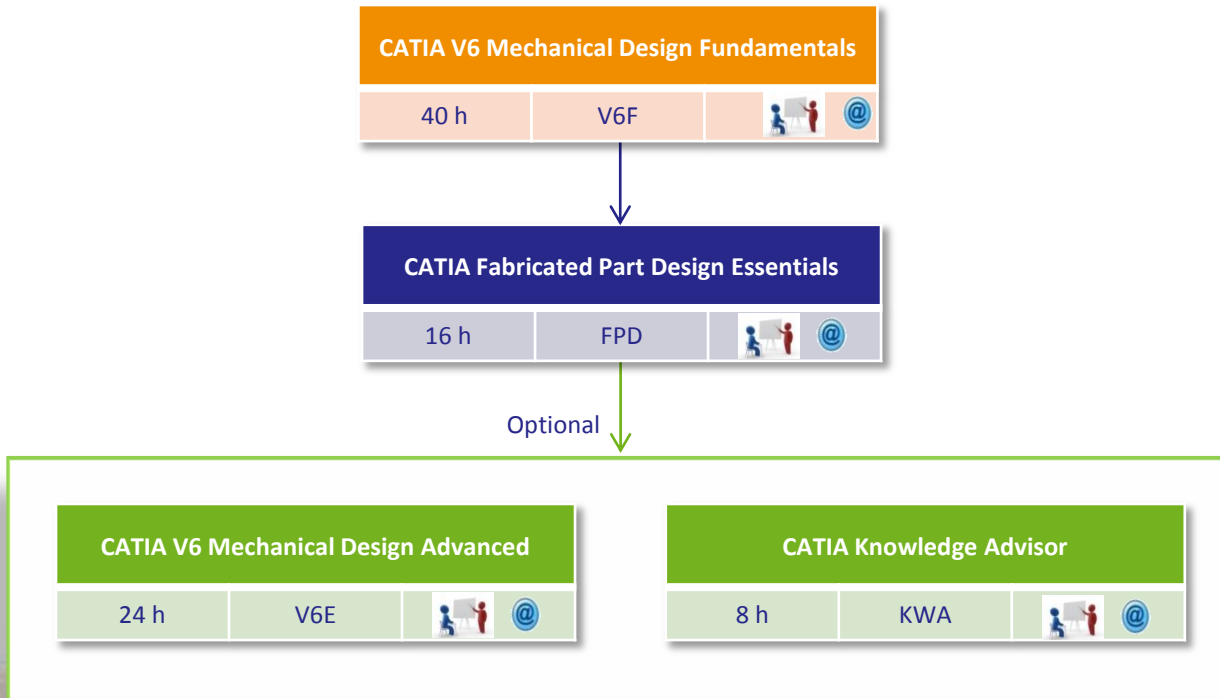 CATIA V6 Mechanical Design Fundamentals
40 h V6F @
CATIA Fabricated Part Design Essentials
16 h FPD @
Optional
CATIA V6 Mechanical Design Advanced
24 h V6E @
CATIA Knowledge Advisor
8 h KWA @